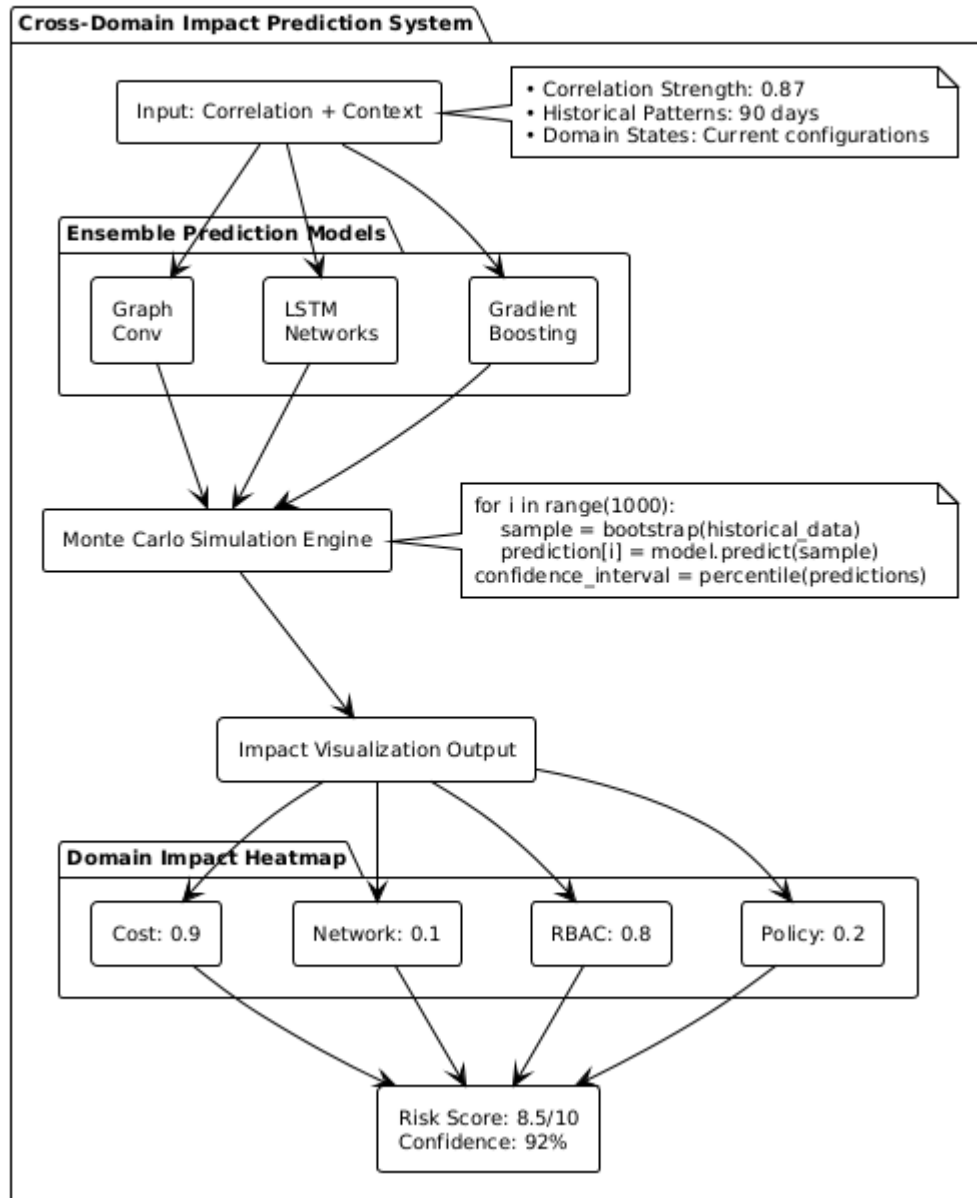 Cross-Domain Impact Prediction System
Input: Correlation + Context
• Correlation Strength: 0.87
• Historical Patterns: 90 days
• Domain States: Current configurations
Ensemble Prediction Models
Graph
Conv
LSTM
Networks
Gradient
Boosting
Monte Carlo Simulation Engine
for i in range(1000):
    sample = bootstrap(historical_data)
    prediction[i] = model.predict(sample)
confidence_interval = percentile(predictions)
Impact Visualization Output
Domain Impact Heatmap
Cost: 0.9
Network: 0.1
RBAC: 0.8
Policy: 0.2
Risk Score: 8.5/10
Confidence: 92%